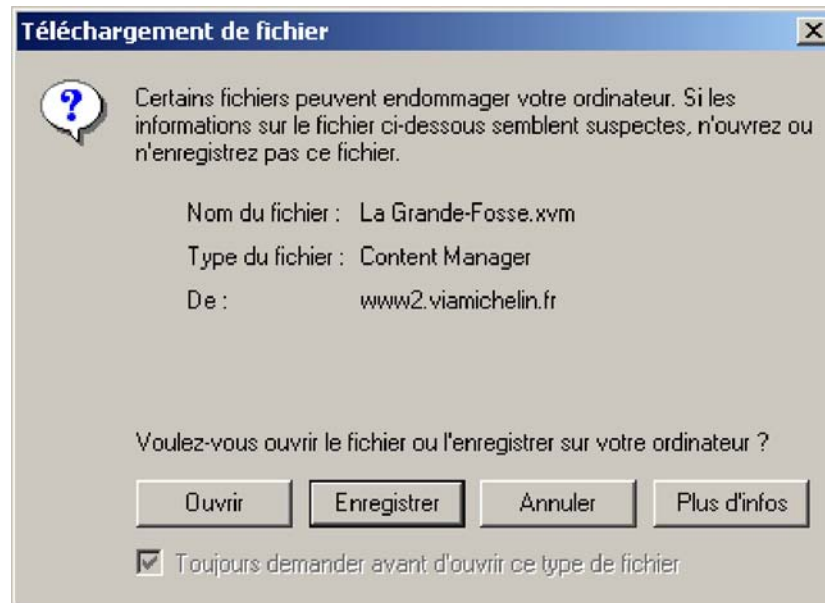 Téléchargement de fichier
Certains fichiers peuvent endommager votre ordinateur. Si les
informations sur le fichier ci-dessous semblent suspectes, n'ouvrez ou
n'enregistrez pas ce fichier.
Nom du fichier : La Grande-Fosse.xvm
Type du fichier : Content Manager
De : www2.viamichelin.fr
Voulez-vous ouvrir le fichier ou l'enregistrer sur votre ordinateur ?
Ouvrir Enregistrer Annuler Plus d'infos
Toujours demander avant d'ouvrir ce type de fichier